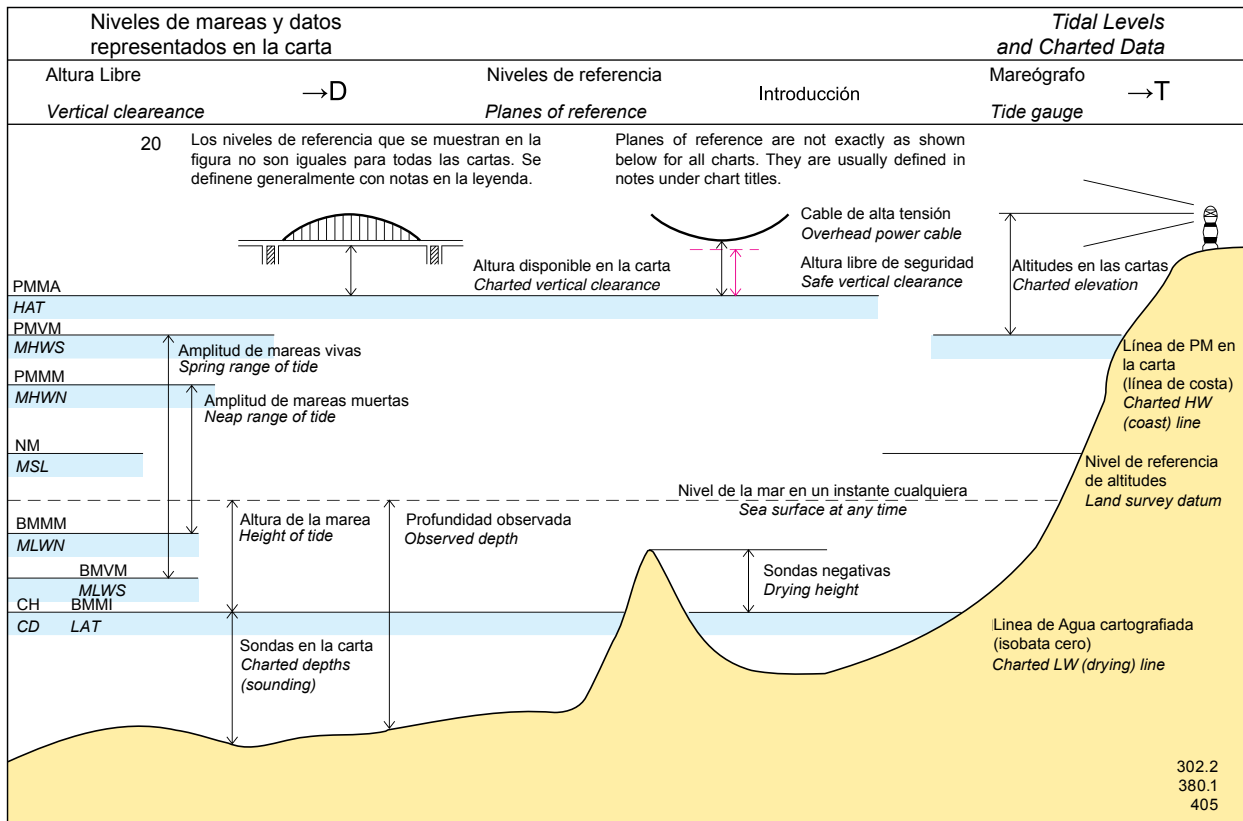 Niveles de mareas y datos
representados en la carta
Tidal Levels
and Charted Data
Altura Libre
Vertical cleareance
→D
Niveles de referencia
Planes of reference
Introducción
Mareógrafo
Tide gauge
→T
20
Los niveles de referencia que se muestran en la
figura no son iguales para todas las cartas. Se
definene generalmente con notas en la leyenda.
Planes of reference are not exactly as shown
below for all charts. They are usually defined in
notes under chart titles.
Cable de alta tensión
Overhead power cable
Altura disponible en la carta
Charted vertical clearance
Altura libre de seguridad
Safe vertical clearance
Altitudes en las cartas
Charted elevation
PMMA
HAT
PMVM
MHWS
Amplitud de mareas vivas
Spring range of tide
Línea de PM en
la carta
(línea de costa)
Charted HW
(coast) line
PMMM
MHWN
Amplitud de mareas muertas
Neap range of tide
NM
MSL
Nivel de referencia
de altitudes
Land survey datum
Nivel de la mar en un instante cualquiera
Sea surface at any time
BMMM
MLWN
Altura de la marea
Height of tide
Profundidad observada
Observed depth
BMVM
MLWS
Sondas negativas
Drying height
CH BMMI
CD LAT
Sondas en la carta
Charted depths
(sounding)
Linea de Agua cartografiada
(isobata cero)
Charted LW (drying) line
302.2
380.1
405